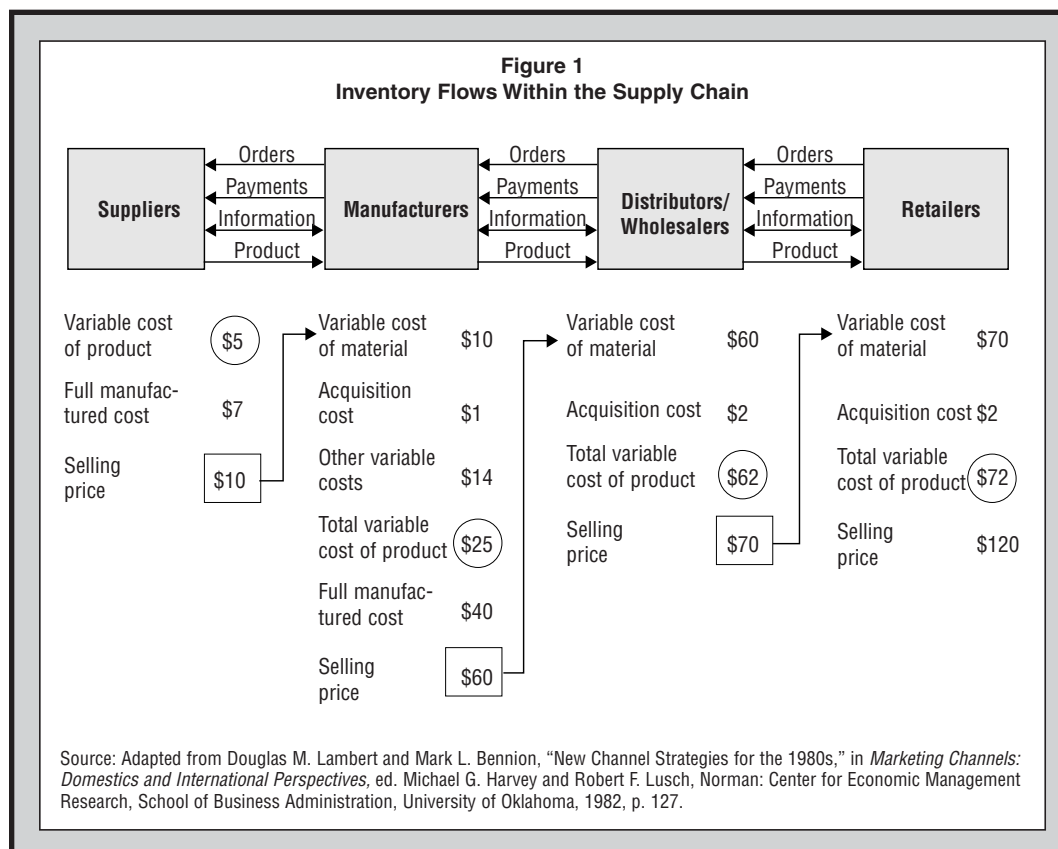 Figure 1
Inventory Flows Within the Supply Chain
Suppliers
Orders
Payments
Information
Product
Manufacturers
Orders
Payments
Information
Product
Distributors/
Wholesalers
Orders
Payments
Information
Product
Retailers
Variable cost
of product $5
Full manufac-
tured cost $7
Selling
price $10
Variable cost
of material $10
Acquisition
cost $1
Other variable
costs $14
Total variable
cost of product $25
Full manufac-
tured cost $40
Selling
price $60
Variable cost
of material $60
Acquisition cost $2
Total variable
cost of product $62
Selling
price $70
Variable cost
of material $70
Acquisition cost $2
Total variable
cost of product $72
Selling
price $120
Source: Adapted from Douglas M. Lambert and Mark L. Bennion, “New Channel Strategies for the 1980s,” in Marketing Channels:
Domestics and International Perspectives, ed. Michael G. Harvey and Robert F. Lusch, Norman: Center for Economic Management
Research, School of Business Administration, University of Oklahoma, 1982, p. 127.